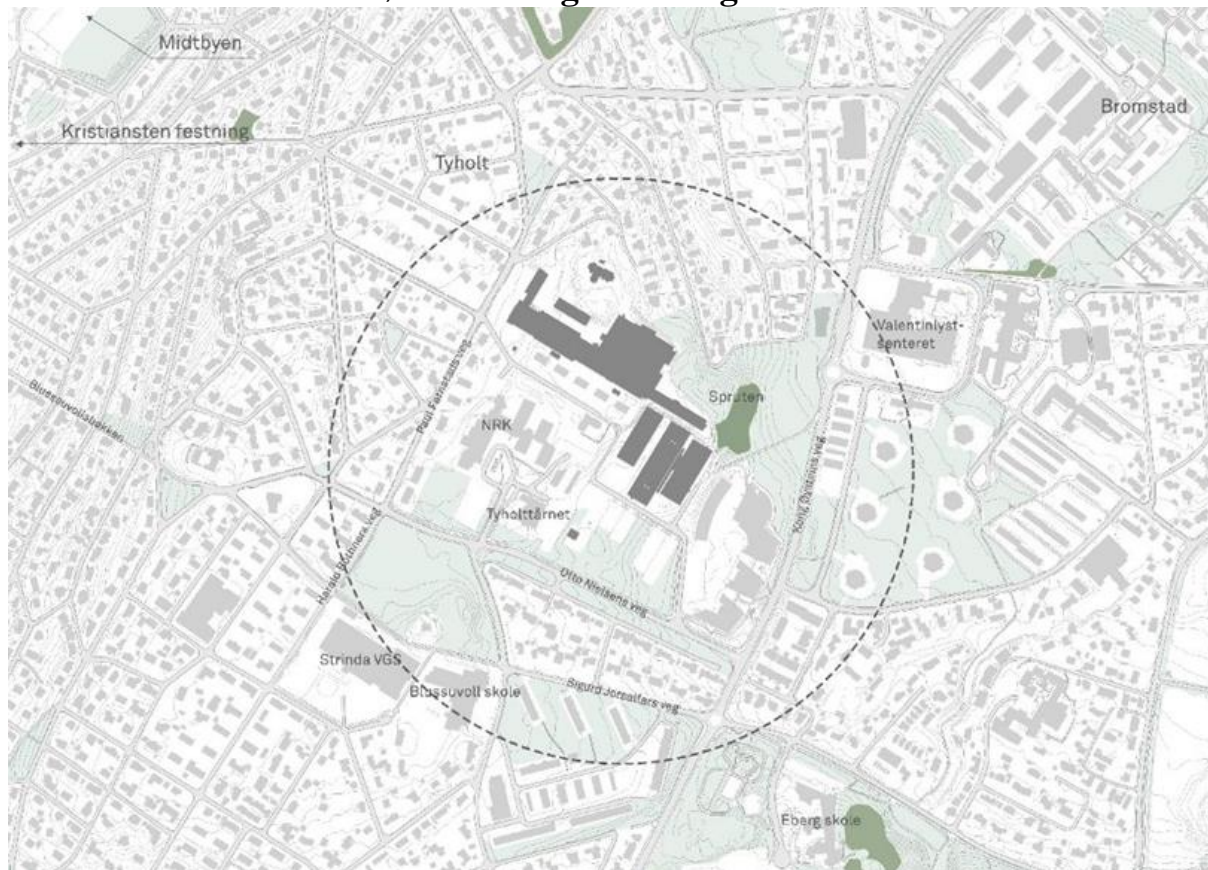 Midtbyen
Kristiansten festning
Tyholt
Bromstad
Valentinlyst-
senteret
Spruten
Paul Fjermstads veg
Blussuvollsbakken
NRK
Kong Øysteins veg
Tyholttårnet
Harald Bothners veg
Otto Nielsens veg
Strinda VGS
Blussuvoll skole
Sigurd Jorsalfars veg
Eberg skole